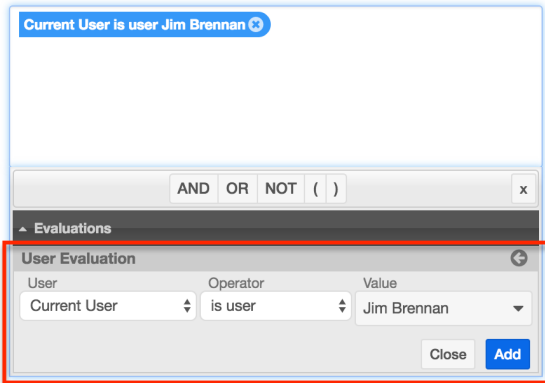 Current User is user Jim Brennan
AND OR NOT ( ) x
Evaluations
User Evaluation
User Operator Value
Current User is user Jim Brennan
Close Add